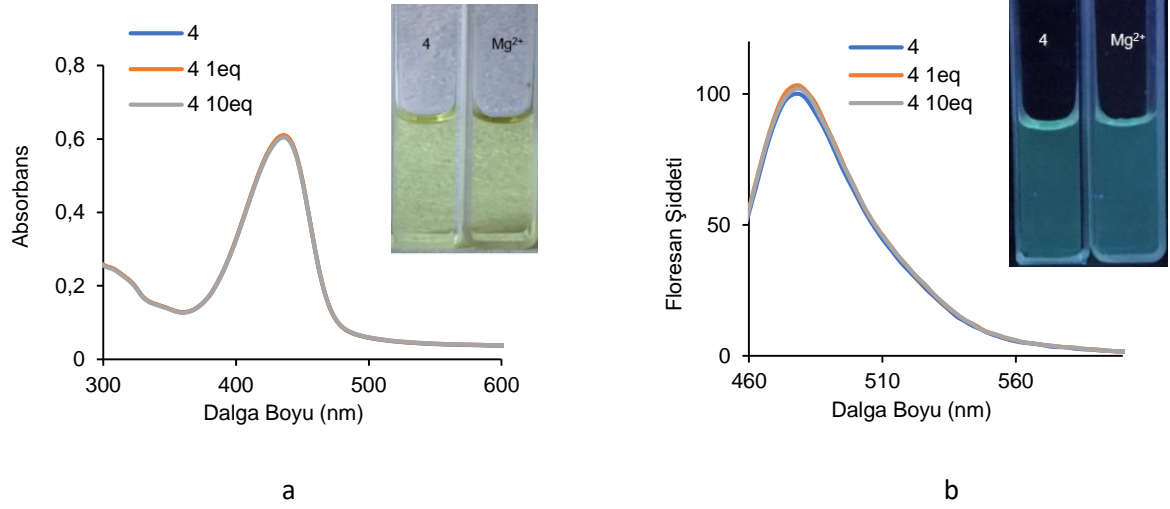 4
4 1eq
4 10eq
0,8
0,6
0,4
0,2
0
300
400
500
600
Absorbans
Dalga Boyu (nm)
4
Mg²⁺
a
4
4 1eq
4 10eq
100
50
0
460
510
560
Floresan Şiddeti
Dalga Boyu (nm)
4
Mg²⁺
b